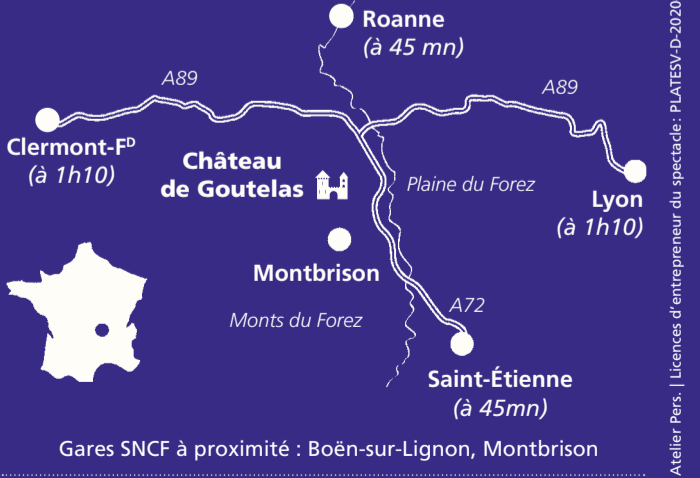 Roanne
(à 45 mn)
A89
A89
Clermont-Fᴰ
(à 1h10)
Château
de Goutelas
Plaine du Forez
Lyon
(à 1h10)
Montbrison
Monts du Forez
A72
Saint-Étienne
(à 45mn)
Gares SNCF à proximité : Boën-sur-Lignon, Montbrison
Atelier Pers. | Licences d'entrepreneur du spectacle : PLATESV-D-2020